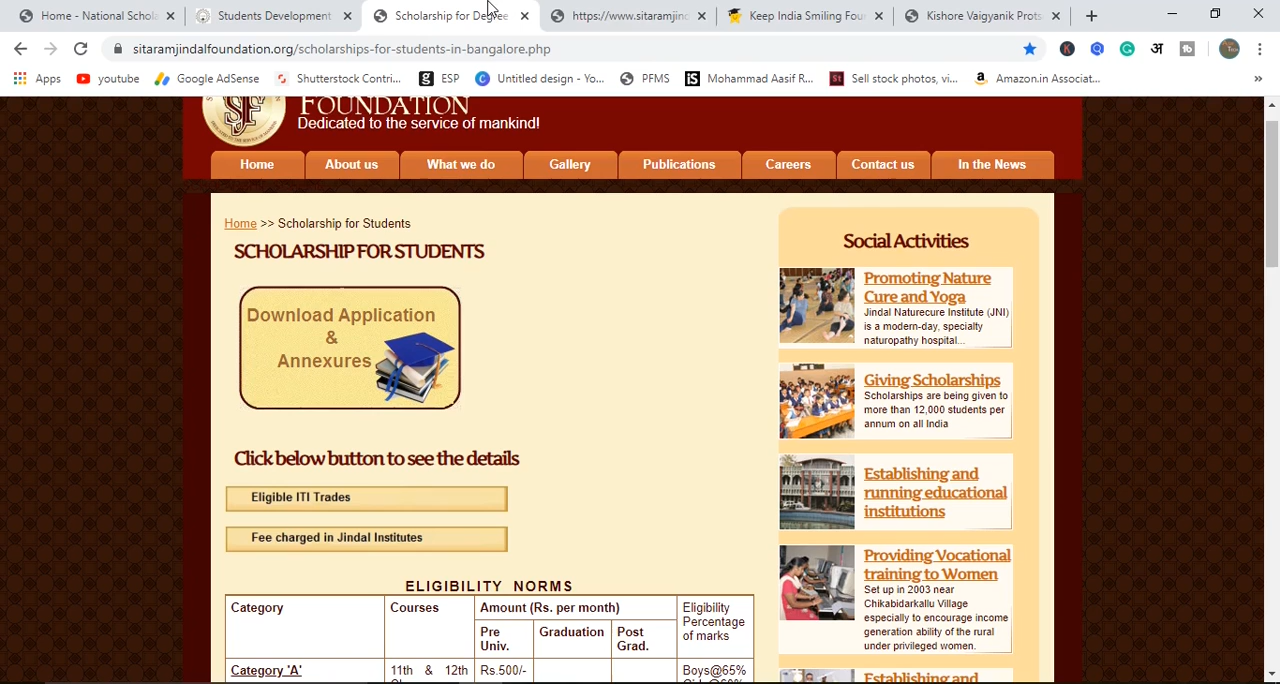 Home - National Schola
Students Development
Scholarship for Degree
https://www.sitaramjind
Keep India Smiling Foun
Kishore Vaigyanik Prots
sitaramjindalfoundation.org/scholarships-for-students-in-bangalore.php
Apps
youtube
Google AdSense
Shutterstock Contri...
ESP
Untitled design - Yo...
PFMS
Mohammad Aasif R...
Sell stock photos, vi...
Amazon.in Associat...
FOUNDATION
Dedicated to the service of mankind!
Home
About us
What we do
Gallery
Publications
Careers
Contact us
In the News
Home >> Scholarship for Students
SCHOLARSHIP FOR STUDENTS
Download Application
&
Annexures
Click below button to see the details
Eligible ITI Trades
Fee charged in Jindal Institutes
ELIGIBILITY NORMS
Category
Courses
Amount (Rs. per month)
Eligibility
Percentage
of marks
Pre
Univ.
Graduation
Post
Grad.
Category 'A'
11th & 12th
Rs.500/-
Boys@65%
Social Activities
Promoting Nature
Cure and Yoga
Jindal Naturecure Institute (JNI)
is a modern-day, specialty
naturopathy hospital...
Giving Scholarships
Scholarships are being given to
more than 12,000 students per
annum on all India
Establishing and
running educational
institutions
Providing Vocational
training to Women
Set up in 2003 near
Chikabidarkallu Village
especially to encourage income
generation ability of the rural
under privileged women.
Establishing and